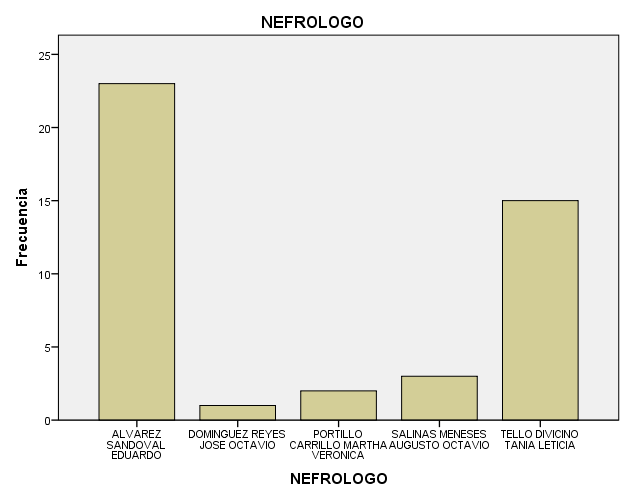 NEFROLOGO
25
20
15
10
5
0
Frecuencia
ALVAREZ
SANDOVAL
EDUARDO
DOMINGUEZ REYES
JOSE OCTAVIO
PORTILLO
CARRILLO MARTHA
VERONICA
SALINAS MENESES
AUGUSTO OCTAVIO
TELLO DIVICINO
TANIA LETICIA
NEFROLOGO